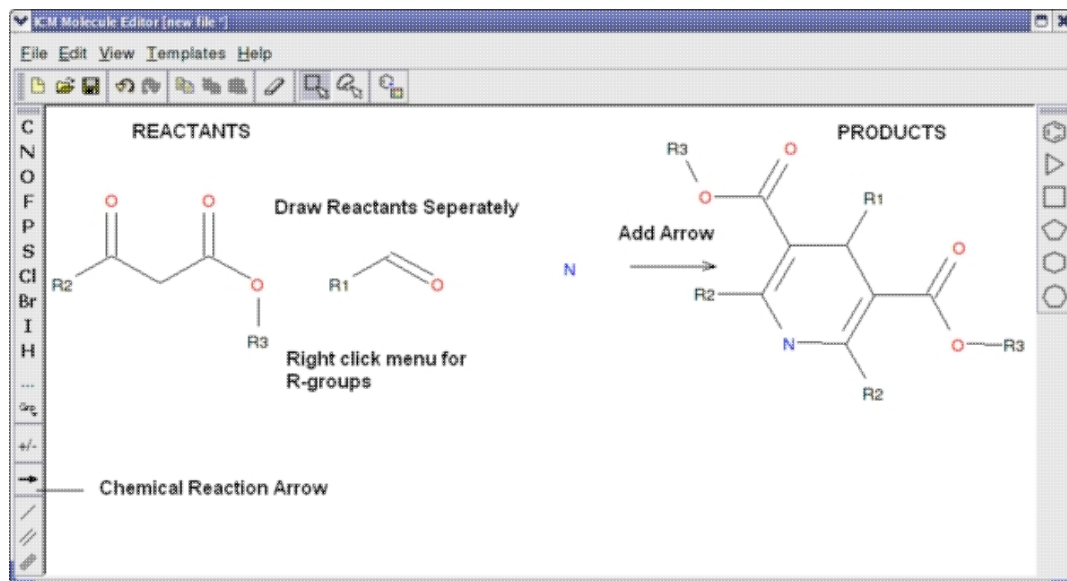 ICM Molecule Editor [new file *]
File Edit View Templates Help
C
N
O
F
P
S
Cl
Br
I
H
...
Grp
+/-
REACTANTS
PRODUCTS
O
O
R2
O
R3
Draw Reactants Seperately
R1
O
Right click menu for
R-groups
N
Add Arrow
R3
O
O
R1
O
R2
N
O
R3
R2
Chemical Reaction Arrow